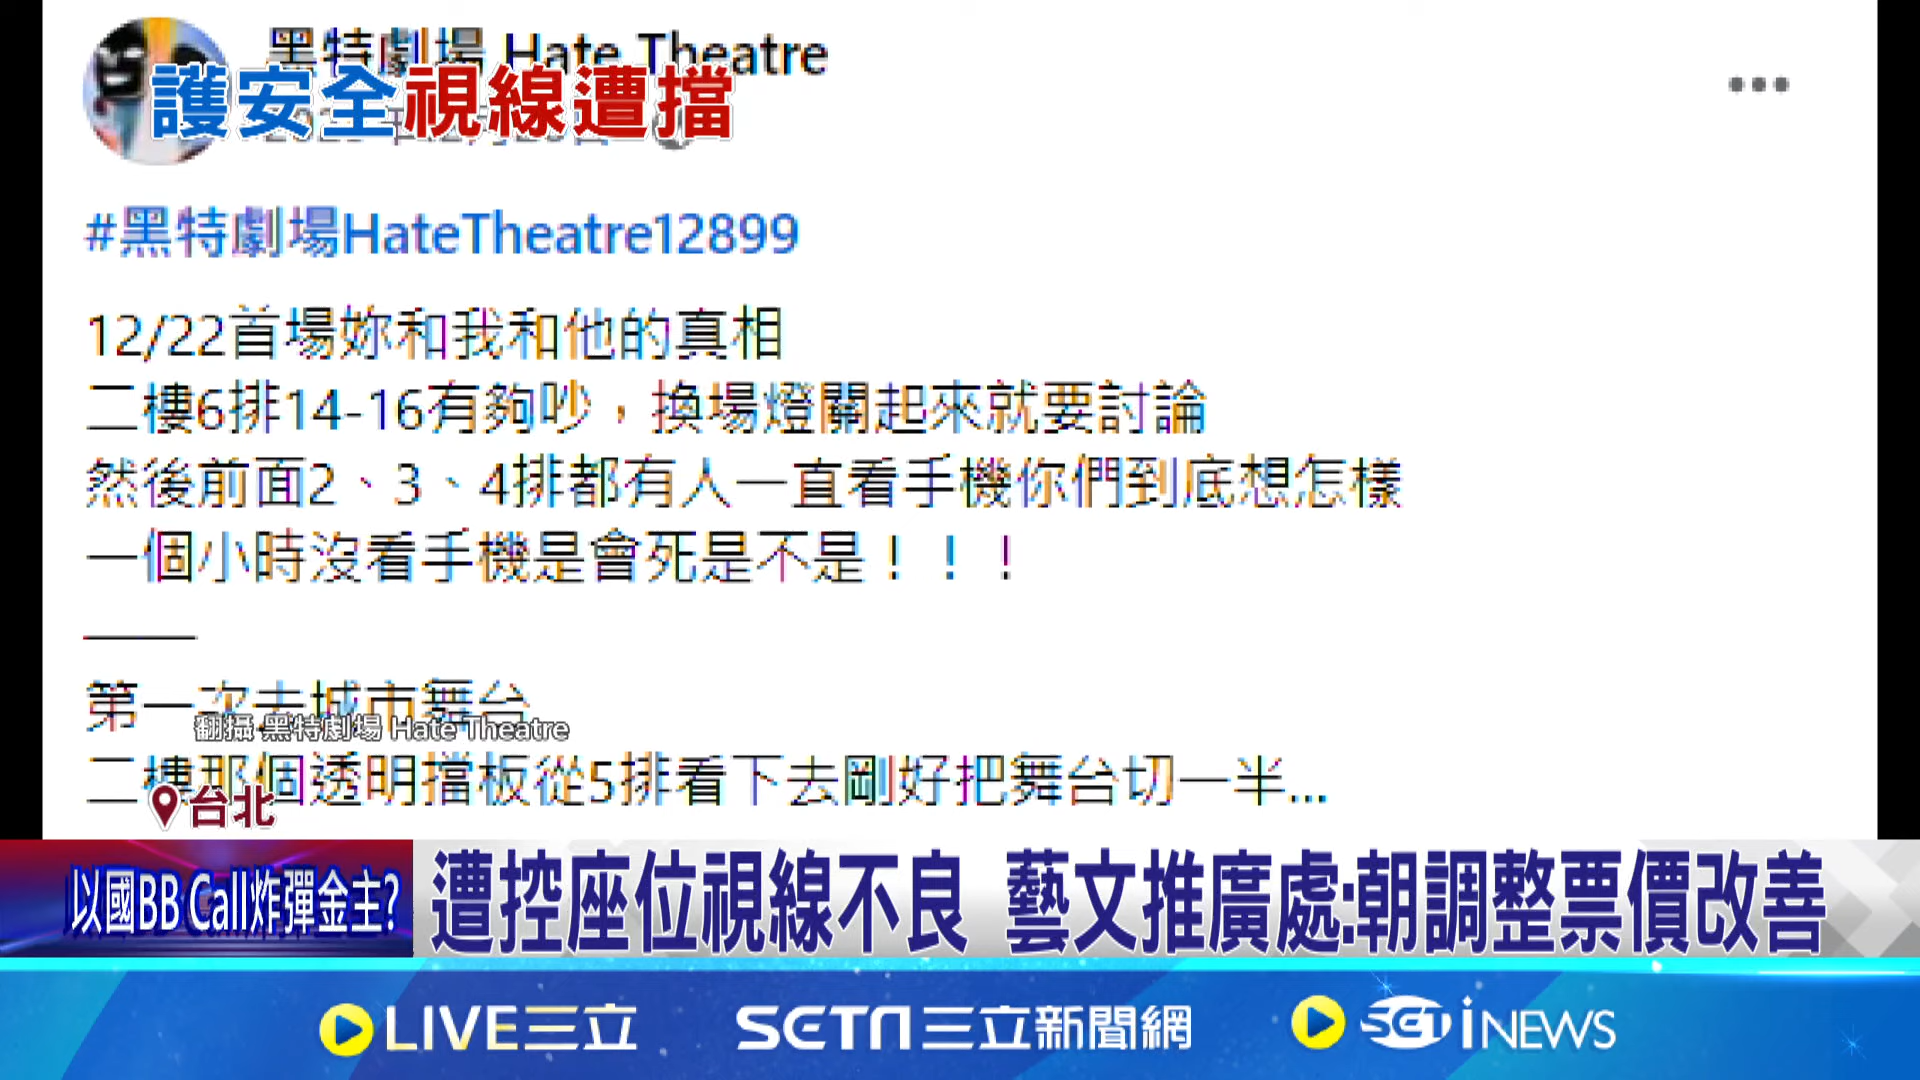 黑特劇場 Hate Theatre
護安全視線遭擋
#黑特劇場HateTheatre12899
12/22首場妳和我和他的真相
二樓6排14-16有夠吵，換場燈關起來就要討論
然後前面2、3、4排都有人一直看手機你們到底想怎樣
一個小時沒看手機是會死是不是！！！
第一次去城市舞台
翻攝 黑特劇場 Hate Theatre
二樓那個透明擋板從5排看下去剛好把舞台切一半...
台北
以國BB Call炸彈金主?
遭控座位視線不良 藝文推廣處:朝調整票價改善
LIVE三立
SETN三立新聞網
SET iNEWS